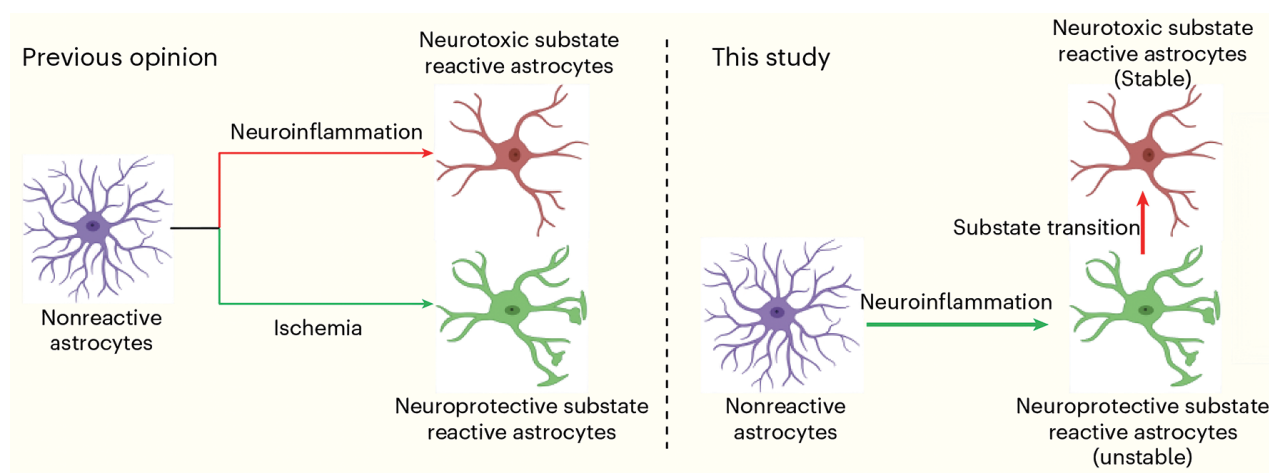 Previous opinion
Neurotoxic substate
reactive astrocytes
Neuroinflammation
Nonreactive
astrocytes
Ischemia
Neuroprotective substate
reactive astrocytes
This study
Neurotoxic substate
reactive astrocytes
(Stable)
Substate transition
Neuroinflammation
Nonreactive
astrocytes
Neuroprotective substate
reactive astrocytes
(unstable)